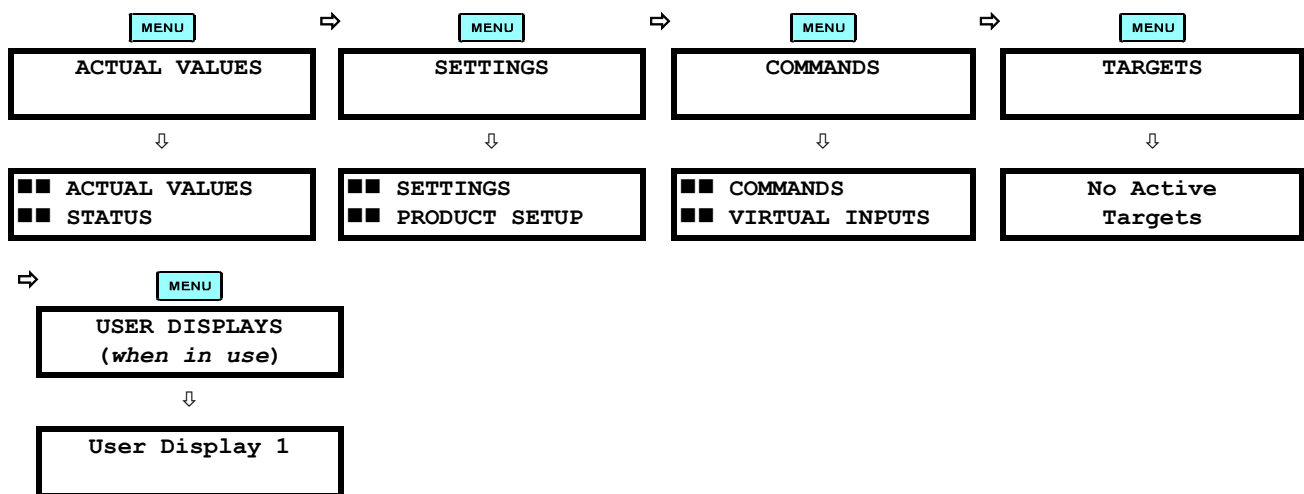 MENU
MENU
MENU
MENU
ACTUAL VALUES
SETTINGS
COMMANDS
TARGETS
ACTUAL VALUES
STATUS
SETTINGS
PRODUCT SETUP
COMMANDS
VIRTUAL INPUTS
No Active
Targets
MENU
USER DISPLAYS
(when in use)
User Display 1